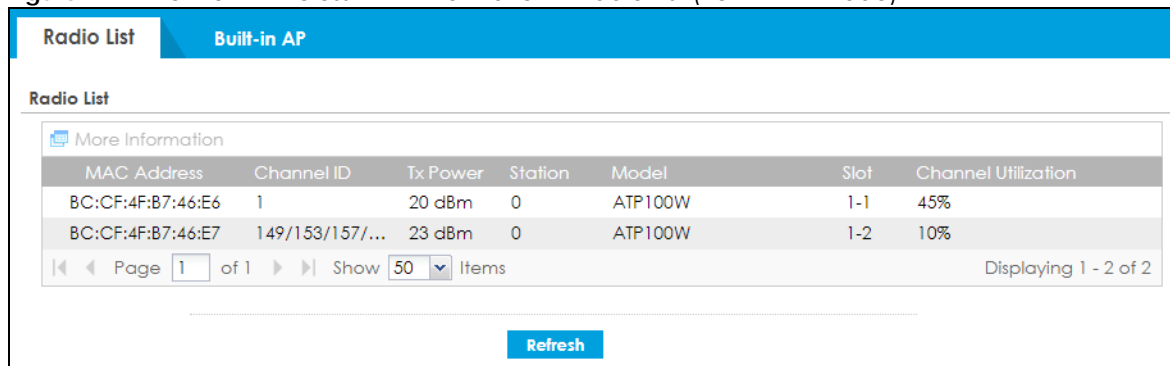 Radio List Built-in AP
Radio List
More Information
MAC Address Channel ID Tx Power Station Model Slot Channel Utilization
BC:CF:4F:B7:46:E6 1 20 dBm 0 ATP100W 1-1 45%
BC:CF:4F:B7:46:E7 149/153/157/... 23 dBm 0 ATP100W 1-2 10%
Page 1 of 1 Show 50 Items Displaying 1 - 2 of 2
Refresh